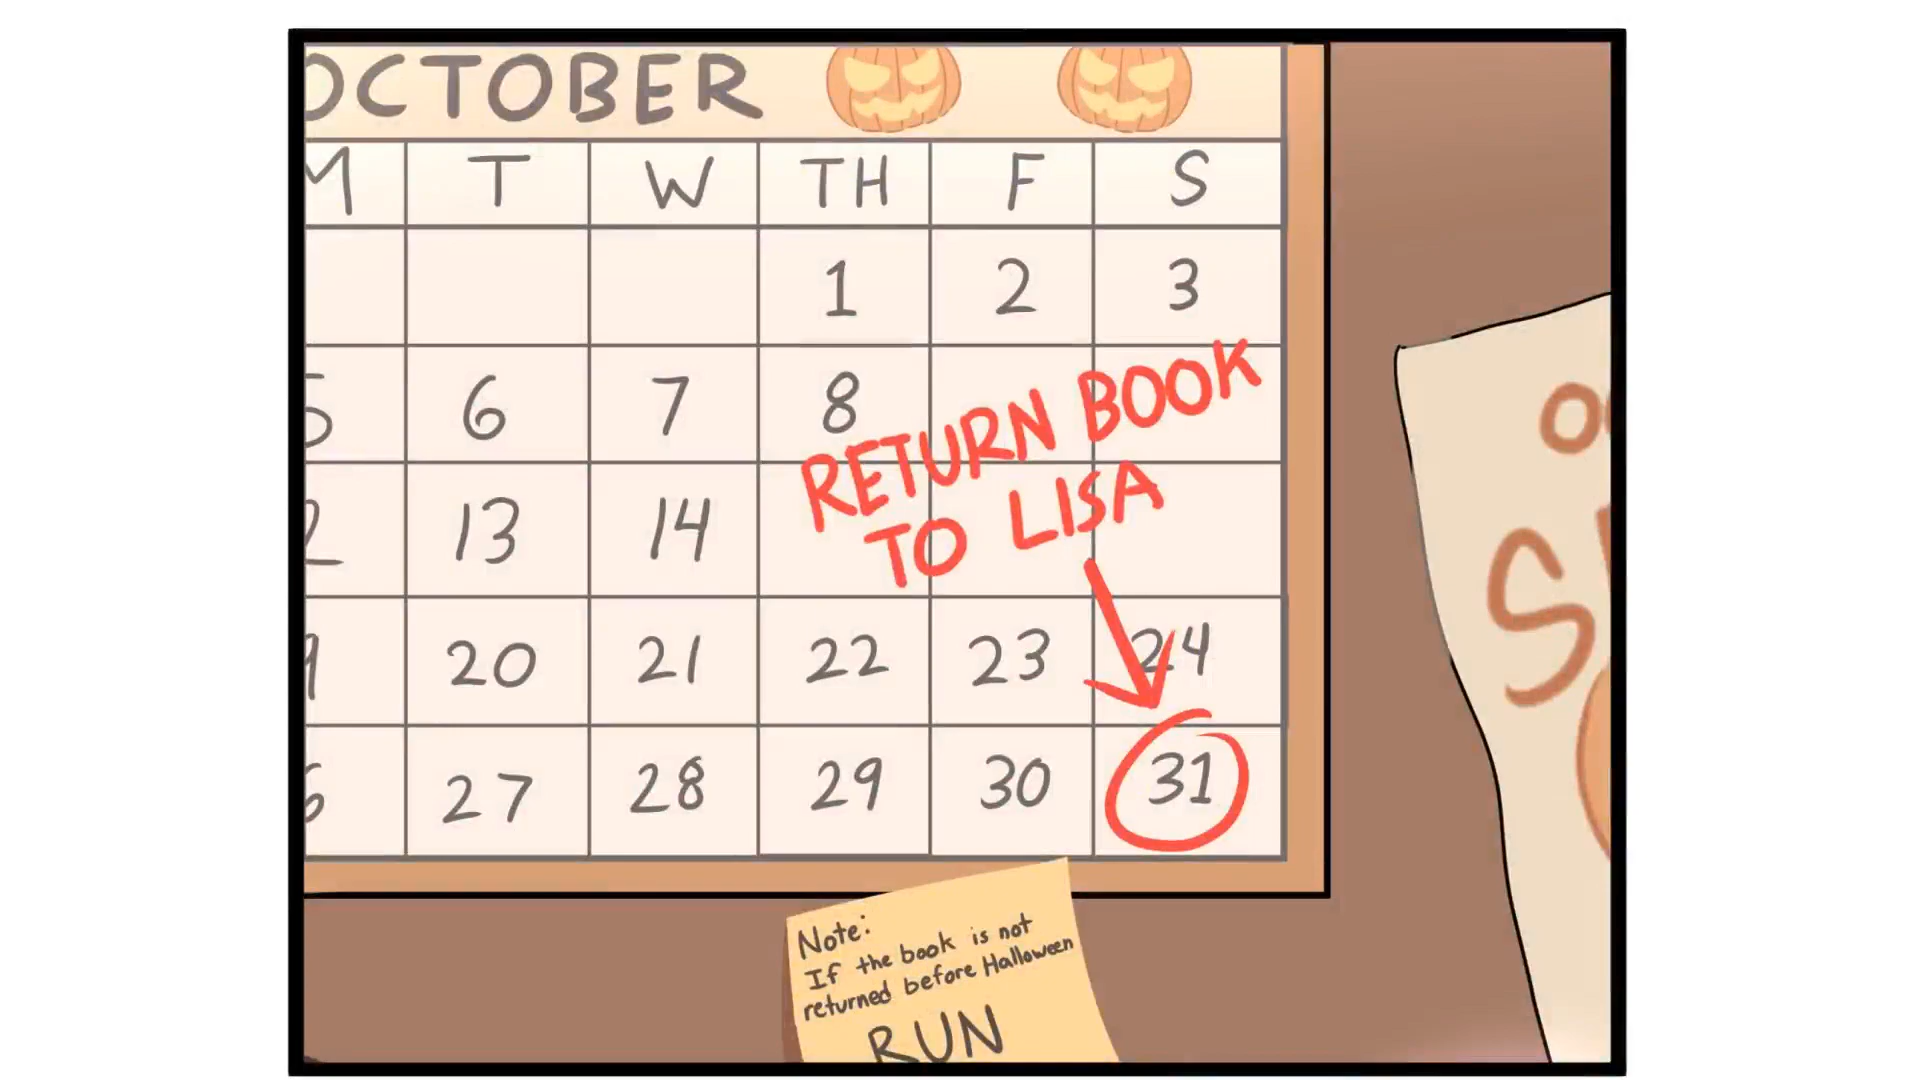 OCTOBER
M T W TH F S
1 2 3
5 6 7 8
RETURN BOOK
TO LISA
13 14
20 21 22 23 24
27 28 29 30 31
Note:
If the book is not
returned before Halloween
RUN